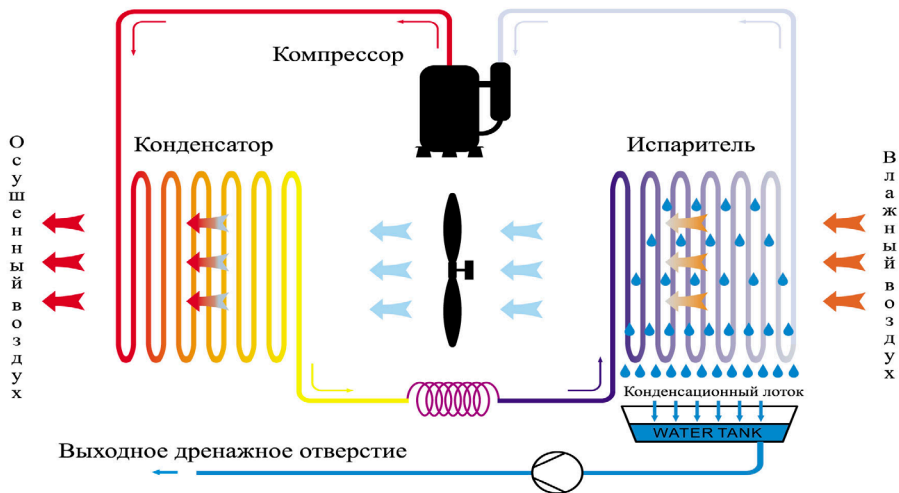 Компрессор
Конденсатор
Испаритель
Осушенный воздух
Влажный воздух
Конденсационный лоток
WATER TANK
Выходное дренажное отверстие